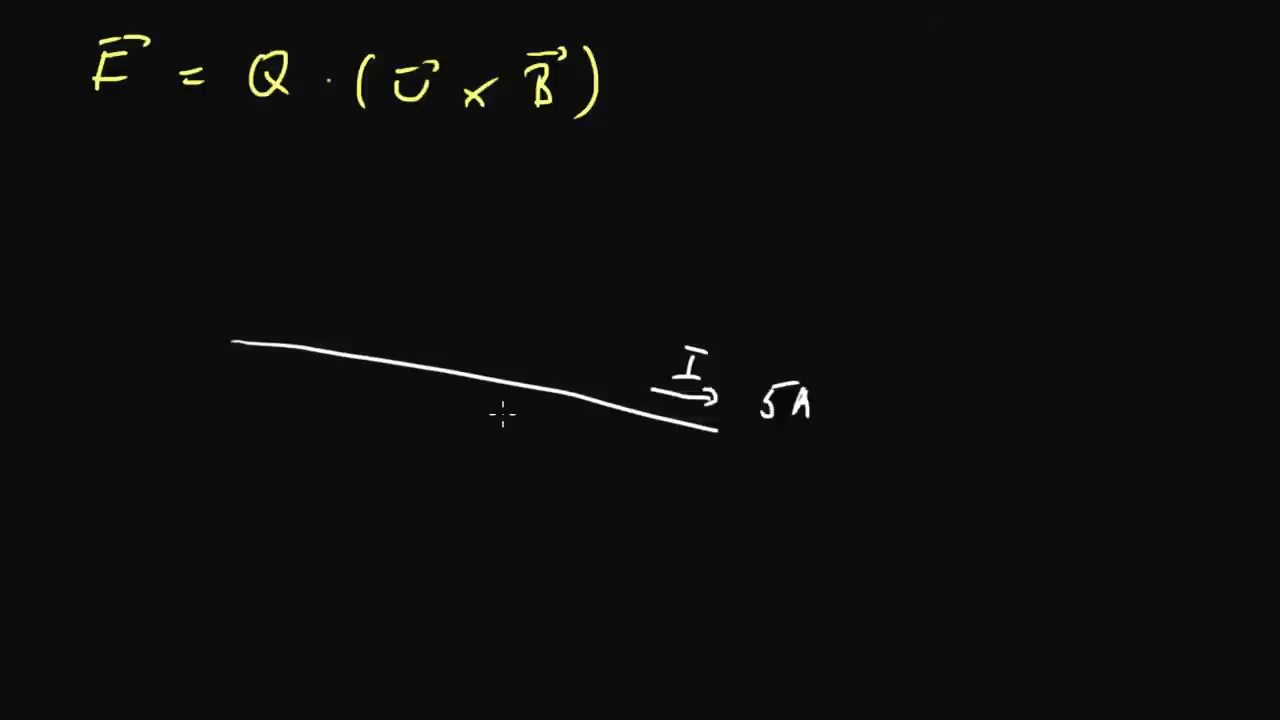 F⃗ = Q · (U⃗ × B⃗)
I
5A